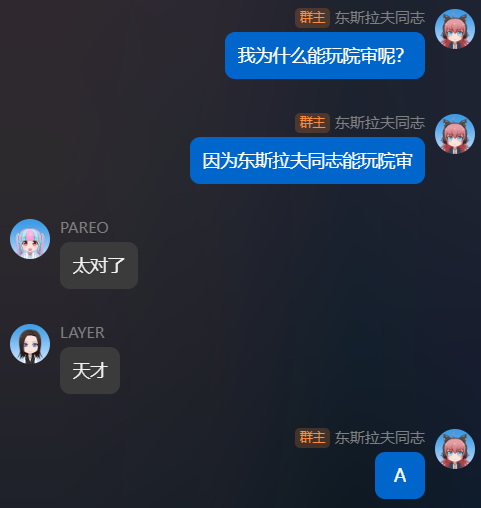 群主 东斯拉夫同志
我为什么能玩院审呢?
群主 东斯拉夫同志
因为东斯拉夫同志能玩院审
PAREO
太对了
LAYER
天才
群主 东斯拉夫同志
A